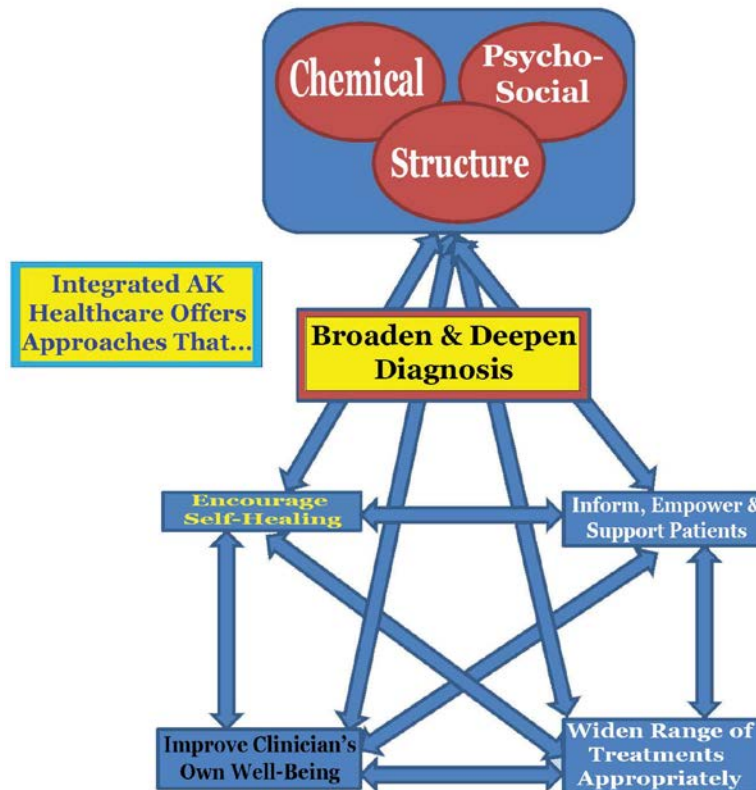 Chemical
Psycho-
Social
Structure
Integrated AK
Healthcare Offers
Approaches That...
Broaden & Deepen
Diagnosis
Encourage
Self-Healing
Inform, Empower &
Support Patients
Improve Clinician's
Own Well-Being
Widen Range of
Treatments
Appropriately